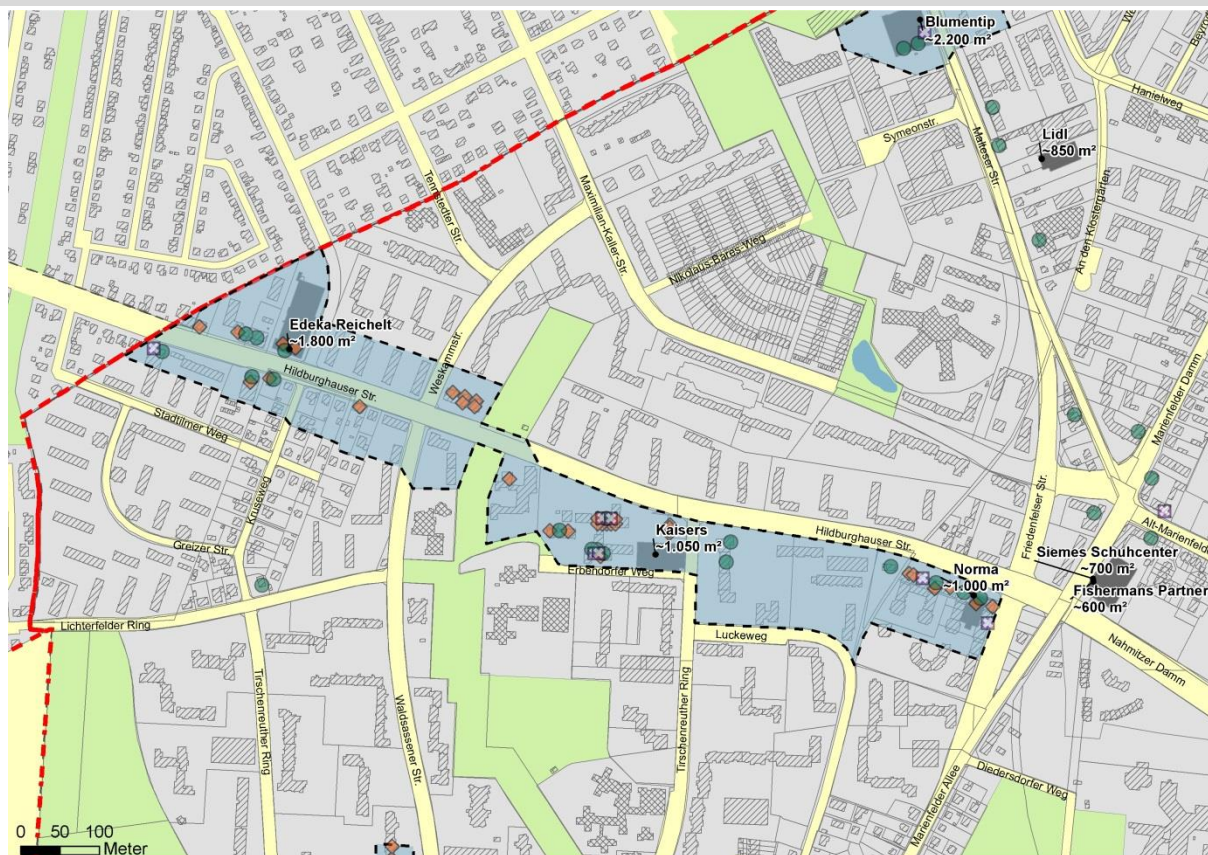 Blumentip
~2.200 m²
Hanielweg
Symeonstr.
Malteser Str.
Lidl
~850 m²
An den Klostergärten
Tennstedter Str.
Maximilian-Kaller-Str.
Nikolaus-Bares-Weg
Edeka Reichelt
~1.800 m²
Weskammstr.
Hildburghauser Str.
Marienfelder Damm
Stadtilmer Weg
Kruseweg
Greizer Str.
Kaisers
~1.050 m²
Erbendorfer Weg
Hildburghauser Str.
Friedenfelser Str.
Alt-Marienfelde
Siemes Schuhcenter
~700 m²
Norma
~1.000 m²
Fishermans Partner
~600 m²
Lichterfelder Ring
Luckeweg
Nahmitzer Damm
Tirschenreuther Ring
Waldsassener Str.
Tirschenreuther Ring
Marienfelder Allee
Diedersdorfer Weg
0 50 100
Meter